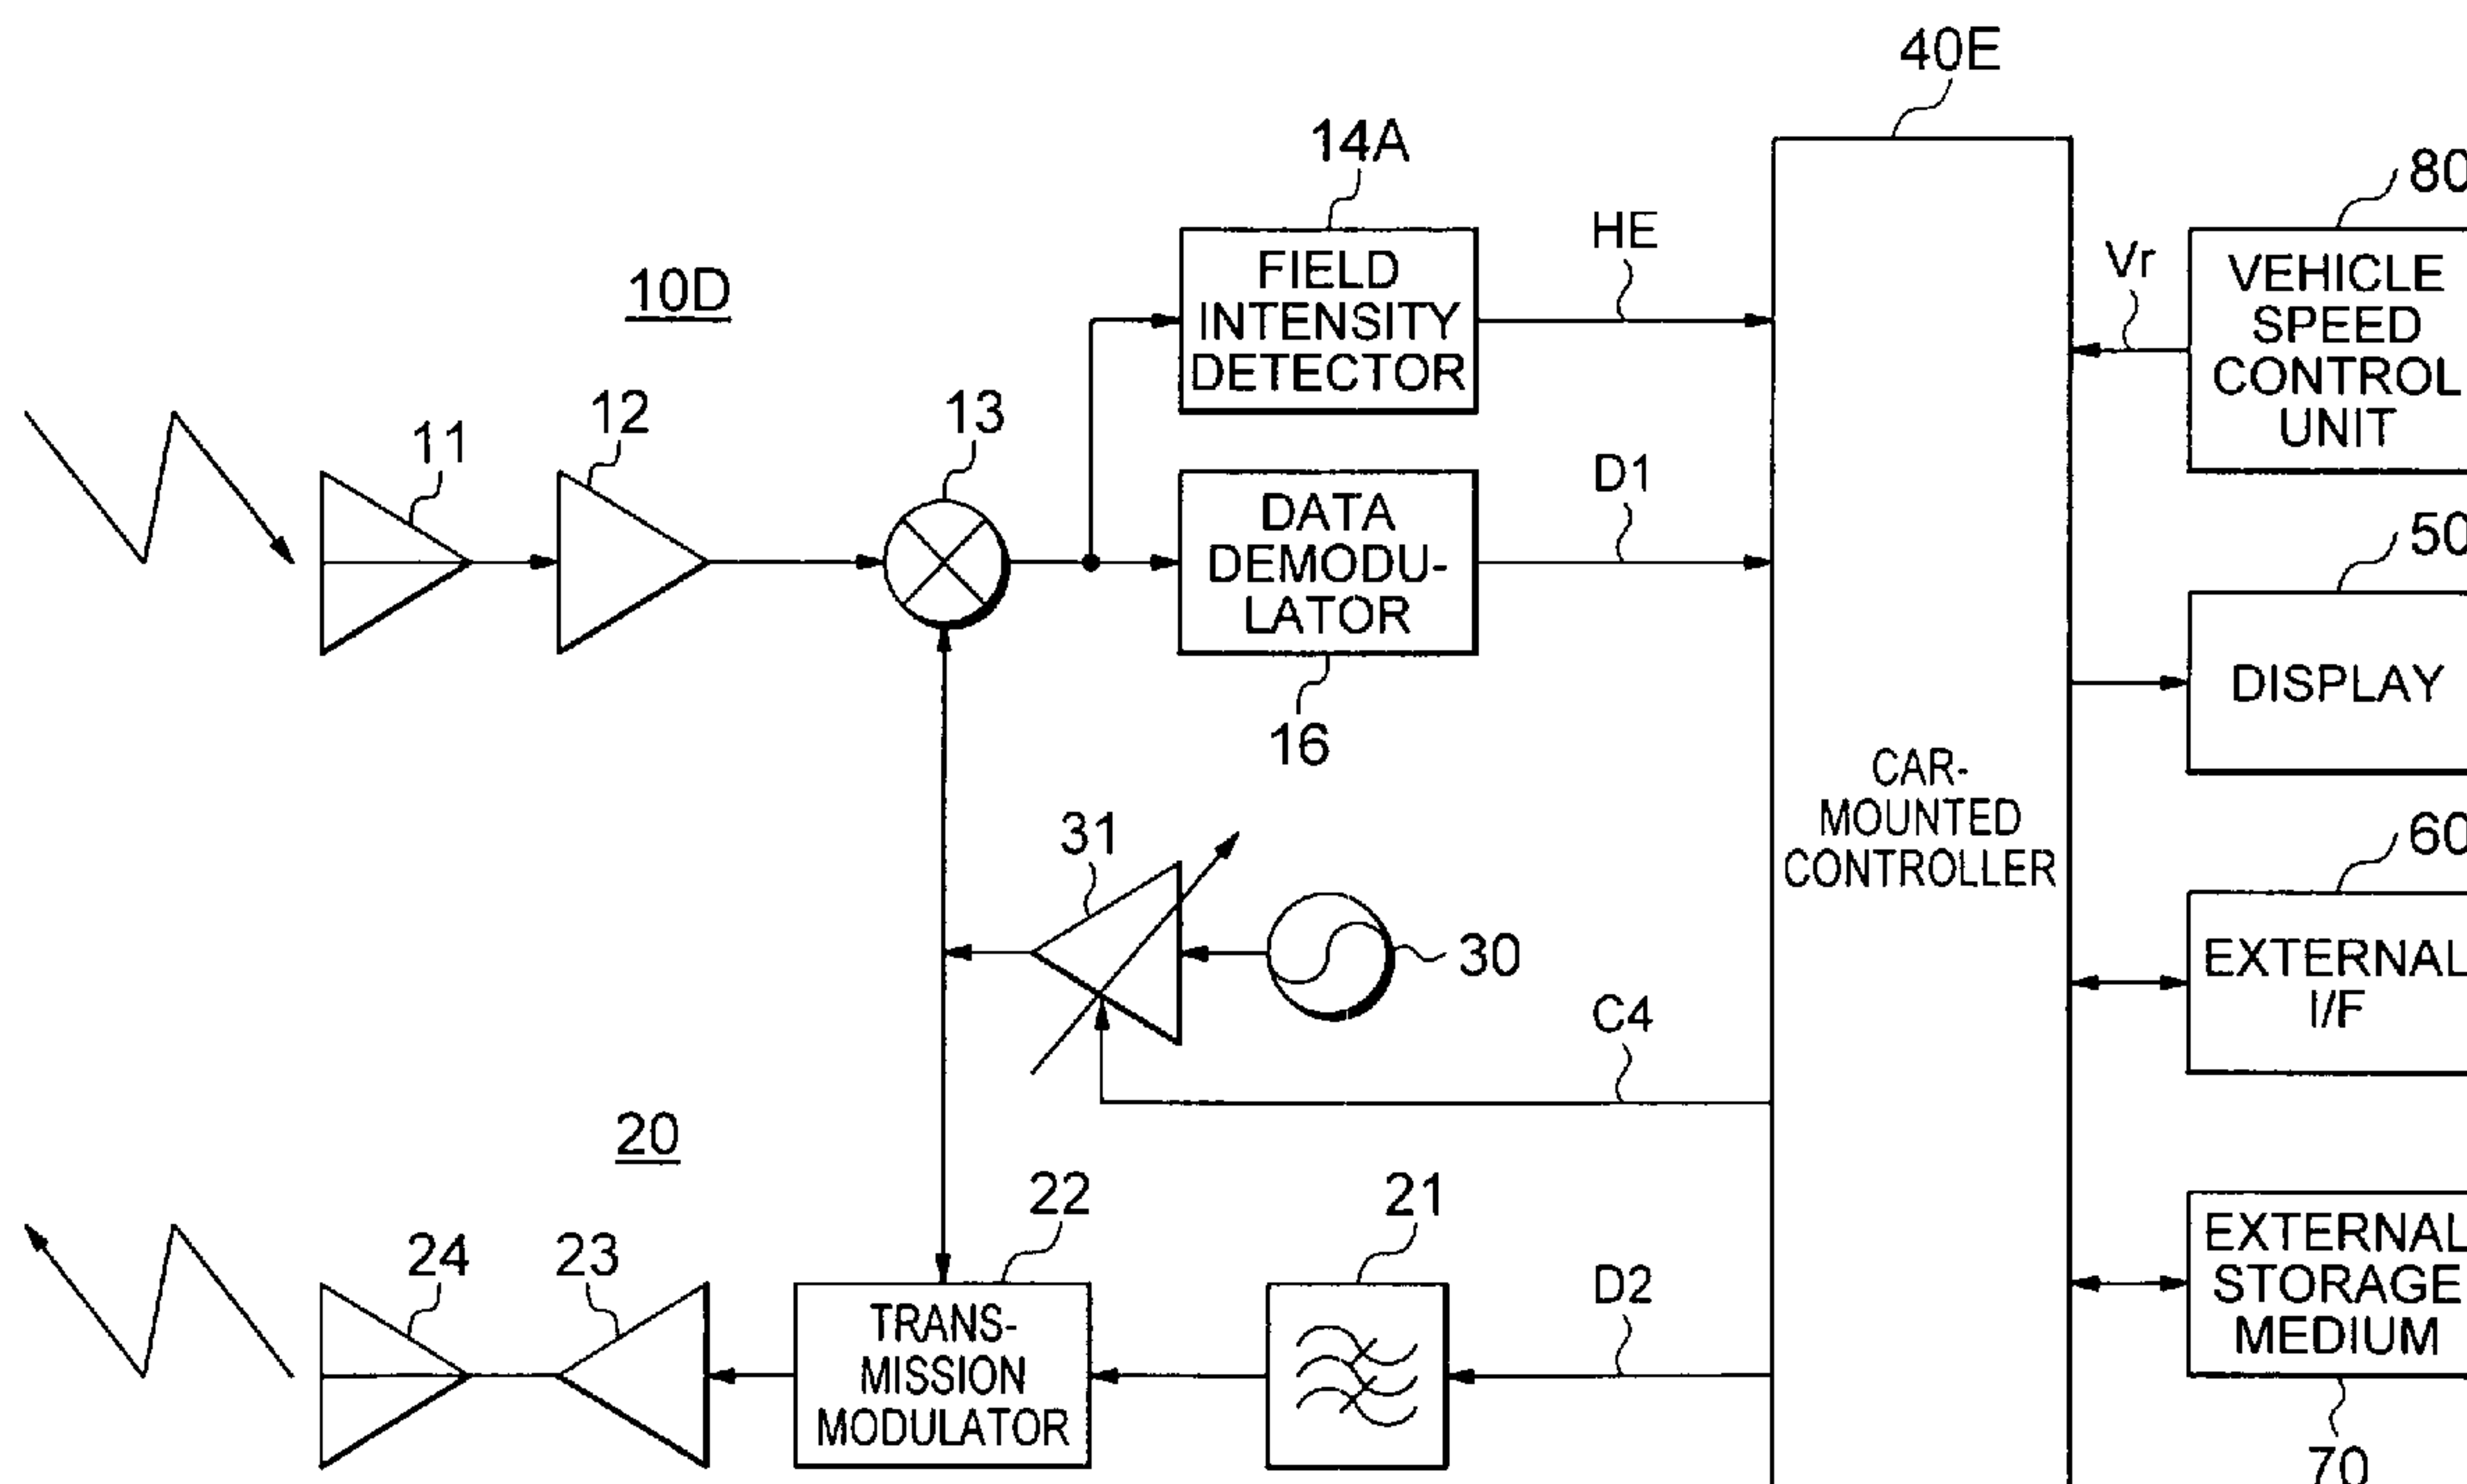 40E
14A
80
FIELD
INTENSITY
DETECTOR
HE
Vr
VEHICLE
SPEED
CONTROL
UNIT
10D
11
12
13
DATA
DEMODU-
LATOR
D1
16
50
DISPLAY
CAR-
MOUNTED
CONTROLLER
31
30
C4
60
EXTERNAL
I/F
20
24
23
22
21
D2
TRANS-
MISSION
MODULATOR
EXTERNAL
STORAGE
MEDIUM
70